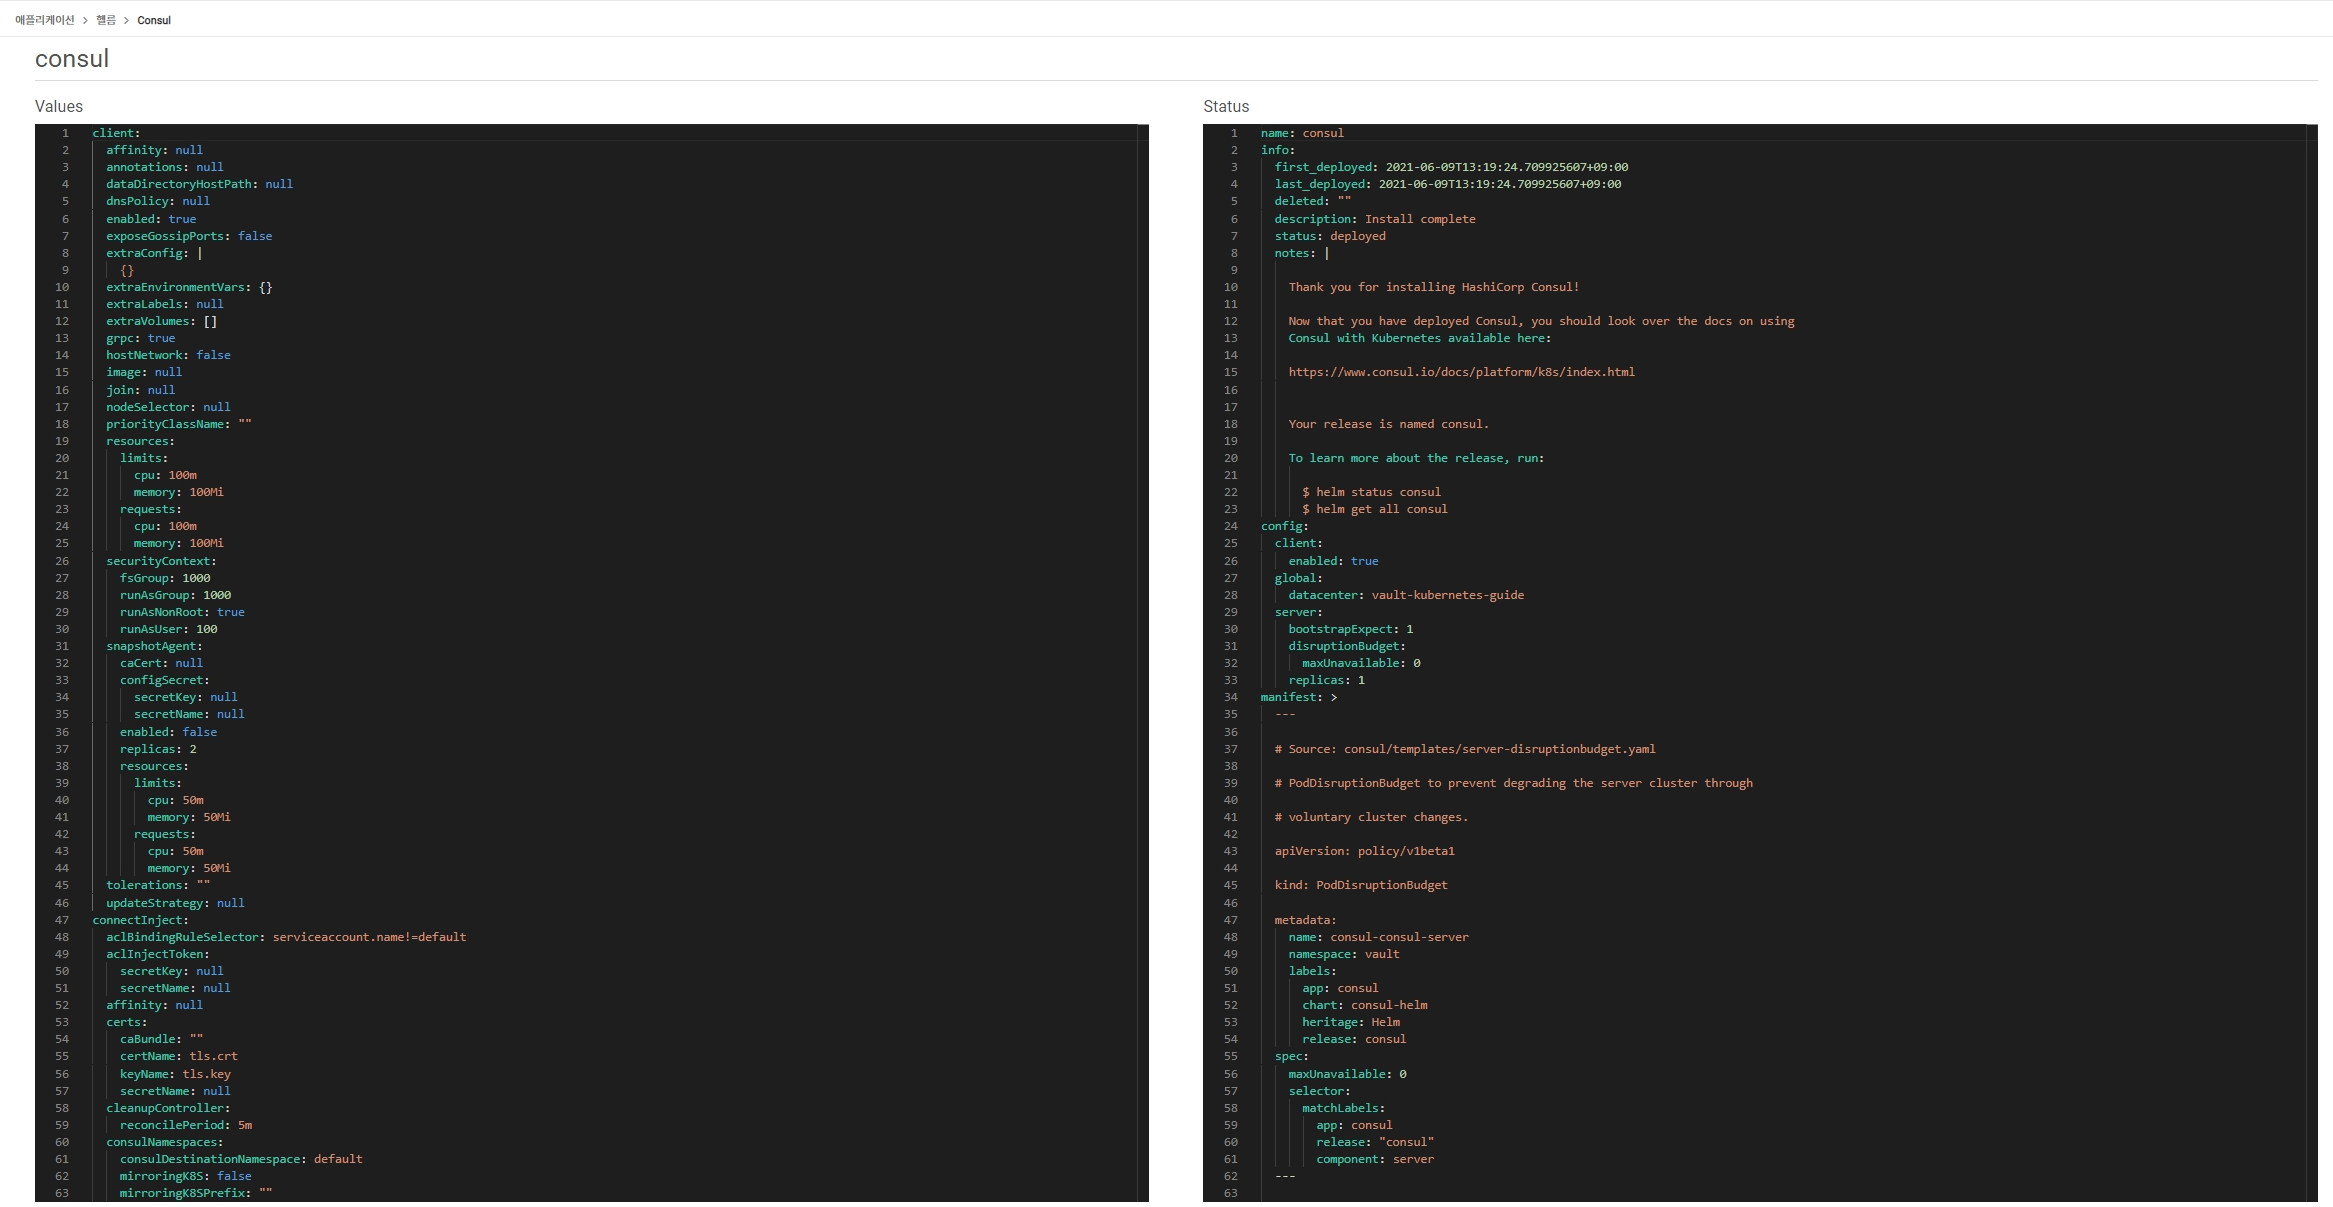 애플리케이션 > 헬름 > Consul
consul
Values
1 client:
2 affinity: null
3 annotations: null
4 dataDirectoryHostPath: null
5 dnsPolicy: null
6 enabled: true
7 exposeGossipPorts: false
8 extraConfig: |
9 {}
10 extraEnvironmentVars: {}
11 extraLabels: null
12 extraVolumes: []
13 grpc: true
14 hostNetwork: false
15 image: null
16 join: null
17 nodeSelector: null
18 priorityClassName: ""
19 resources:
20 limits:
21 cpu: 100m
22 memory: 100Mi
23 requests:
24 cpu: 100m
25 memory: 100Mi
26 securityContext:
27 fsGroup: 1000
28 runAsGroup: 1000
29 runAsNonRoot: true
30 runAsUser: 100
31 snapshotAgent:
32 caCert: null
33 configSecret:
34 secretKey: null
35 secretName: null
36 enabled: false
37 replicas: 2
38 resources:
39 limits:
40 cpu: 50m
41 memory: 50Mi
42 requests:
43 cpu: 50m
44 memory: 50Mi
45 tolerations: ""
46 updateStrategy: null
47 connectInject:
48 aclBindingRuleSelector: serviceaccount.name!=default
49 aclInjectToken:
50 secretKey: null
51 secretName: null
52 affinity: null
53 certs:
54 caBundle: ""
55 certName: tls.crt
56 keyName: tls.key
57 secretName: null
58 cleanupController:
59 reconcilePeriod: 5m
60 consulNamespaces:
61 consulDestinationNamespace: default
62 mirroringK8S: false
63 mirroringK8SPrefix: ""
Status
1 name: consul
2 info:
3 first_deployed: 2021-06-09T13:19:24.709925607+09:00
4 last_deployed: 2021-06-09T13:19:24.709925607+09:00
5 deleted: ""
6 description: Install complete
7 status: deployed
8 notes: |
9
10 Thank you for installing HashiCorp Consul!
11
12 Now that you have deployed Consul, you should look over the docs on using
13 Consul with Kubernetes available here:
14
15 https://www.consul.io/docs/platform/k8s/index.html
16
17
18 Your release is named consul.
19
20 To learn more about the release, run:
21
22 $ helm status consul
23 $ helm get all consul
24 config:
25 client:
26 enabled: true
27 global:
28 datacenter: vault-kubernetes-guide
29 server:
30 bootstrapExpect: 1
31 disruptionBudget:
32 maxUnavailable: 0
33 replicas: 1
34 manifest: >
35 ---
36
37 # Source: consul/templates/server-disruptionbudget.yaml
38
39 # PodDisruptionBudget to prevent degrading the server cluster through
40
41 # voluntary cluster changes.
42
43 apiVersion: policy/v1beta1
44
45 kind: PodDisruptionBudget
46
47 metadata:
48 name: consul-consul-server
49 namespace: vault
50 labels:
51 app: consul
52 chart: consul-helm
53 heritage: Helm
54 release: consul
55 spec:
56 maxUnavailable: 0
57 selector:
58 matchLabels:
59 app: consul
60 release: "consul"
61 component: server
62 ---
63